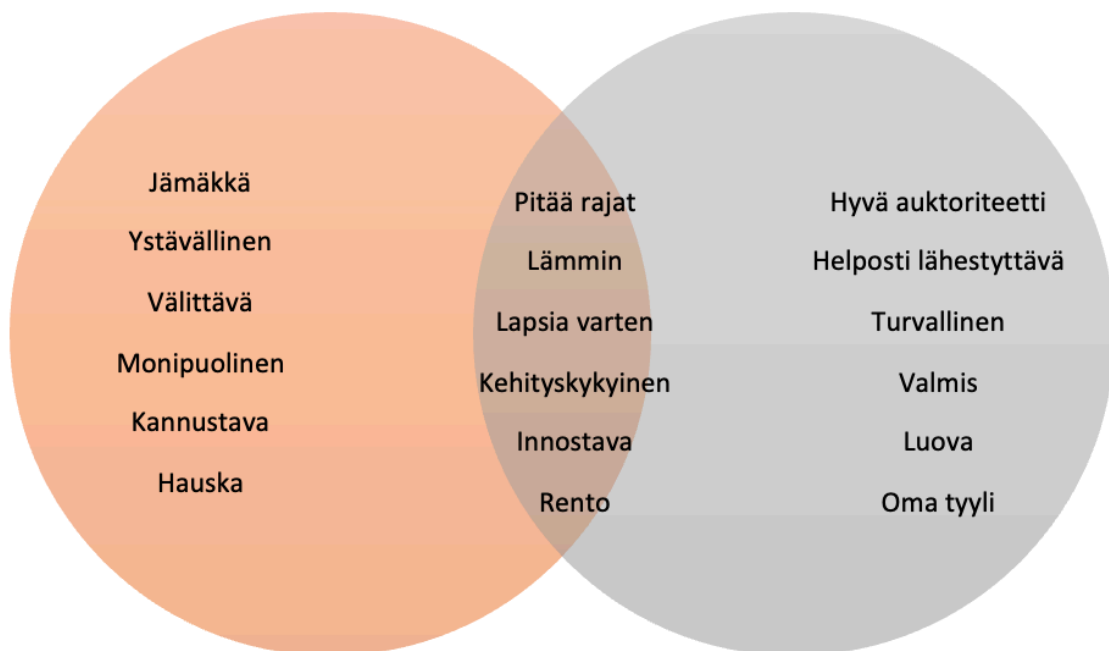 Jämäkkä
Ystävällinen
Välittävä
Monipuolinen
Kannustava
Hauska
Pitää rajat
Lämmin
Lapsia varten
Kehityskykyinen
Innostava
Rento
Hyvä auktoriteetti
Helposti lähestyttävä
Turvallinen
Valmis
Luova
Oma tyyli